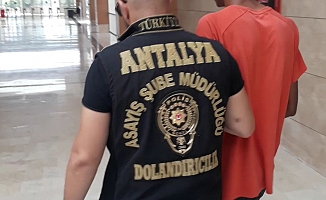 TÜRKİYE
ANTALYA
ASAYİŞ ŞUBE MÜDÜRLÜĞÜ
POLİS
DOLANDIRICILIK